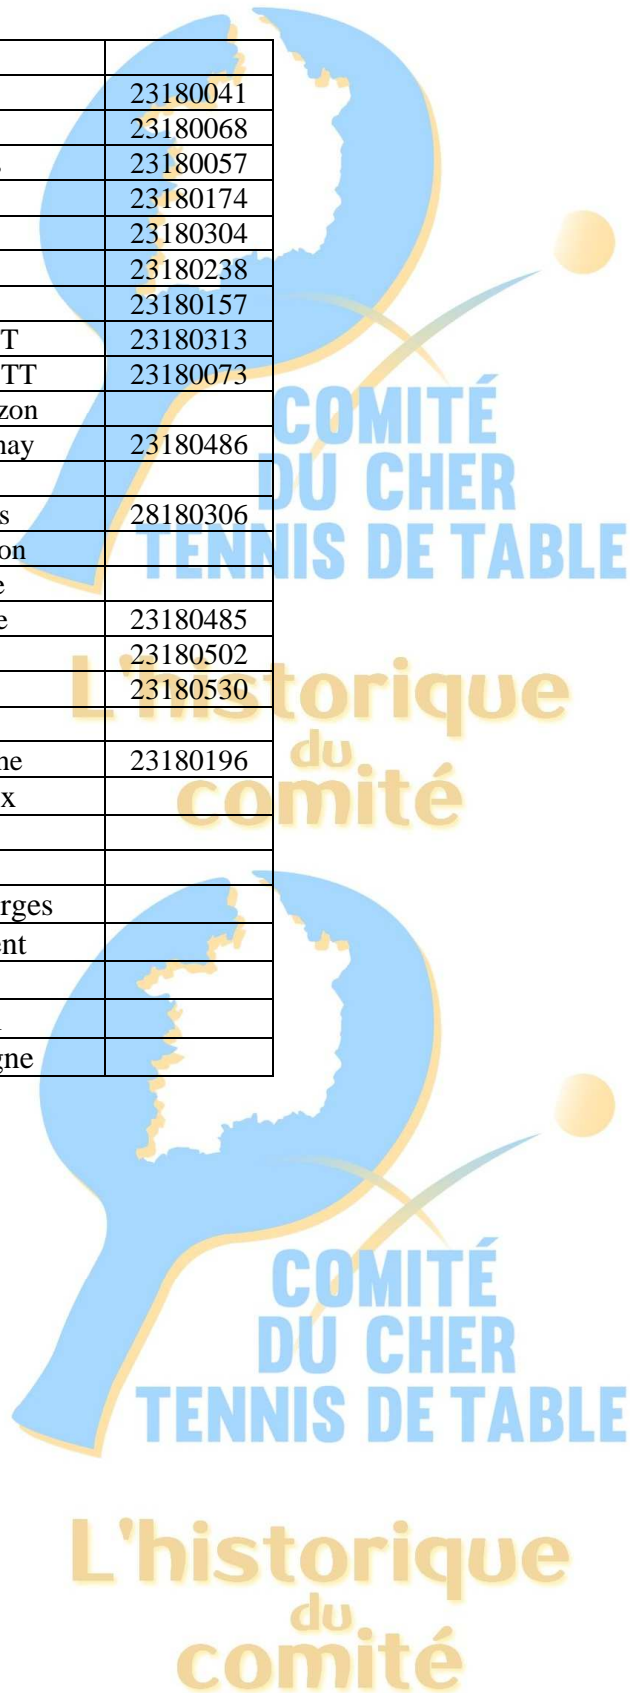 23180041
23180068
s 23180057
23180174
23180304
23180238
23180157
T 23180313
TT 23180073
zon
nay 23180486
s 28180306
on
e
e 23180485
23180502
23180530
ne 23180196
x
rges
ent
gne
COMITÉ
DU CHER
TENNIS DE TABLE
L'historique
du
comité
COMITÉ
DU CHER
TENNIS DE TABLE
L'historique
du
comité